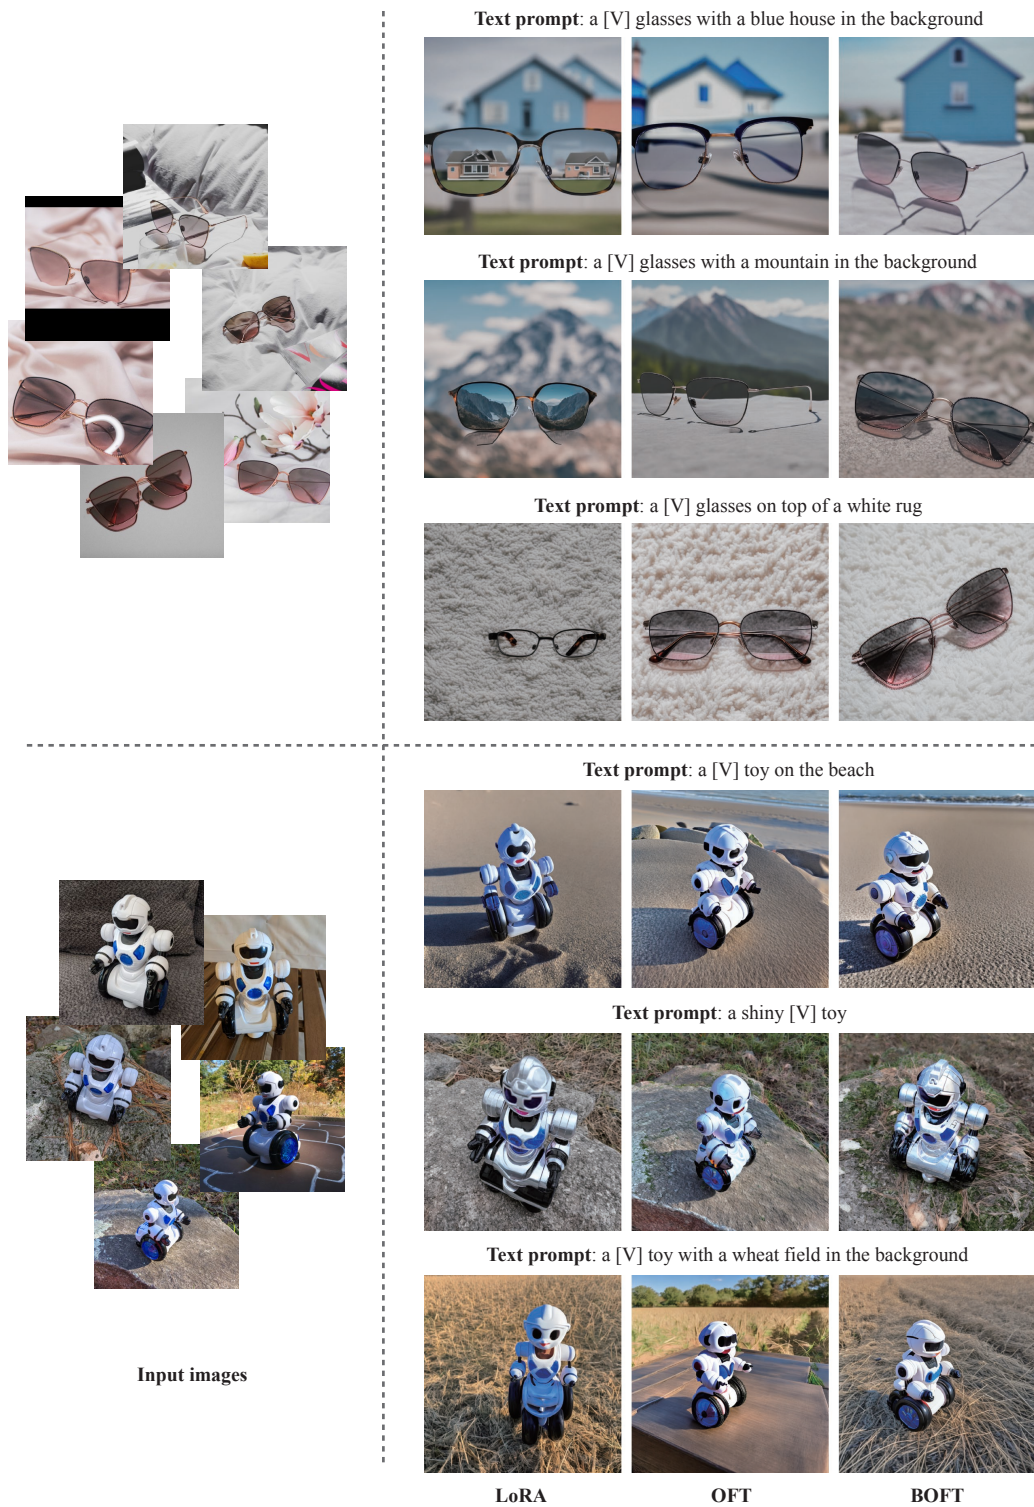 Text prompt: a [V] glasses with a blue house in the background
Text prompt: a [V] glasses with a mountain in the background
Text prompt: a [V] glasses on top of a white rug
Text prompt: a [V] toy on the beach
Text prompt: a shiny [V] toy
Text prompt: a [V] toy with a wheat field in the background
Input images
LoRA
OFT
BOFT